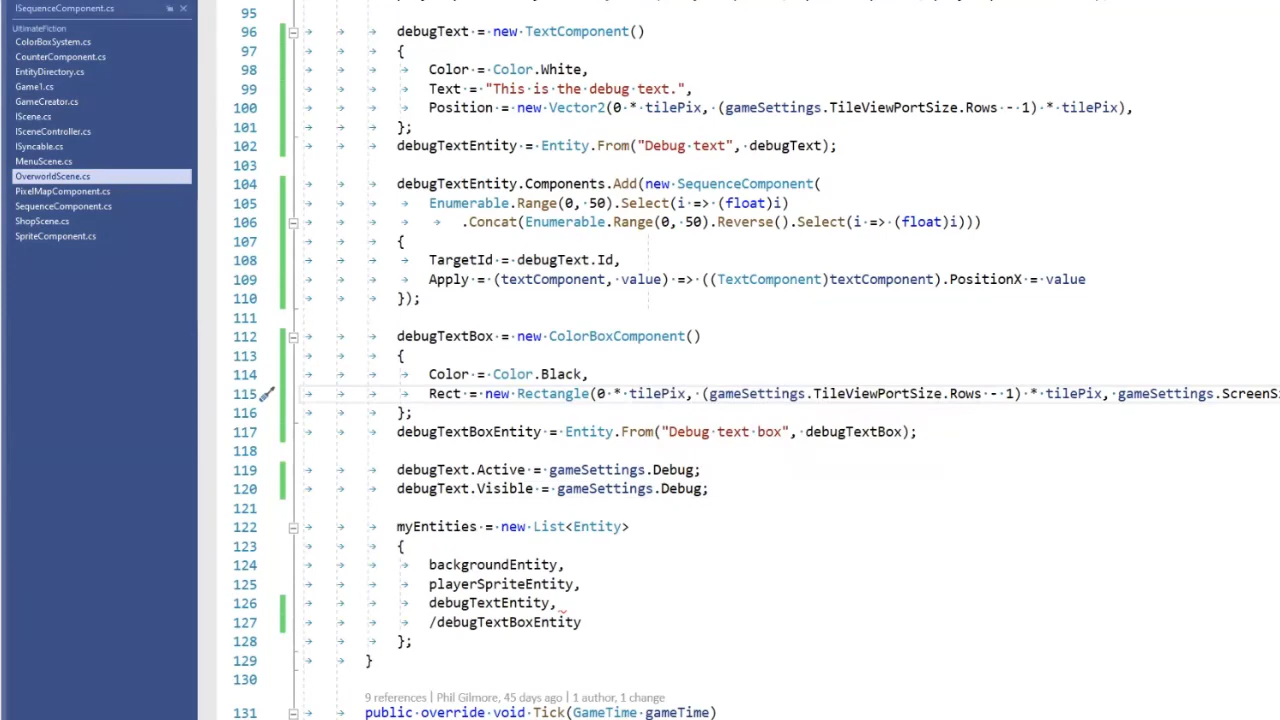 ISequenceComponent.cs
UltimateFiction
ColorBoxSystem.cs
CounterComponent.cs
EntityDirectory.cs
Game1.cs
GameCreator.cs
IScene.cs
ISceneController.cs
ISyncable.cs
MenuScene.cs
OverworldScene.cs
PixelMapComponent.cs
SequenceComponent.cs
ShopScene.cs
SpriteComponent.cs
95
96 debugText = new TextComponent()
97 {
98 Color = Color.White,
99 Text = "This is the debug text.",
100 Position = new Vector2(0 * tilePix, (gameSettings.TileViewPortSize.Rows - 1) * tilePix),
101 };
102 debugTextEntity = Entity.From("Debug text", debugText);
103
104 debugTextEntity.Components.Add(new SequenceComponent(
105 Enumerable.Range(0, 50).Select(i => (float)i)
106 .Concat(Enumerable.Range(0, 50).Reverse().Select(i => (float)i)))
107 {
108 TargetId = debugText.Id,
109 Apply = (textComponent, value) => ((TextComponent)textComponent).PositionX = value
110 });
111
112 debugTextBox = new ColorBoxComponent()
113 {
114 Color = Color.Black,
115 Rect = new Rectangle(0 * tilePix, (gameSettings.TileViewPortSize.Rows - 1) * tilePix, gameSettings.ScreenSi
116 };
117 debugTextBoxEntity = Entity.From("Debug text box", debugTextBox);
118
119 debugText.Active = gameSettings.Debug;
120 debugText.Visible = gameSettings.Debug;
121
122 myEntities = new List<Entity>
123 {
124 backgroundEntity,
125 playerSpriteEntity,
126 debugTextEntity,
127 /debugTextBoxEntity
128 };
129 }
130
9 references | Phil Gilmore, 45 days ago | 1 author, 1 change
131 public override void Tick(GameTime gameTime)